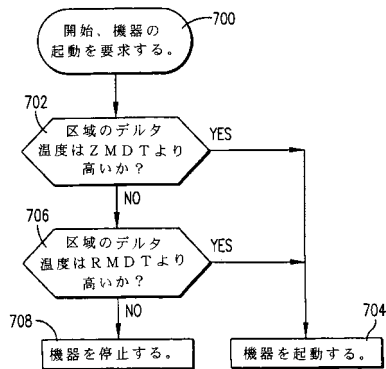 700
開始、機器の
起動を要求する。
702
区域のデルタ
温度はZMDTより
高いか?
YES
NO
706
区域のデルタ
温度はRMDTより
高いか?
YES
NO
708
機器を停止する。
704
機器を起動する。